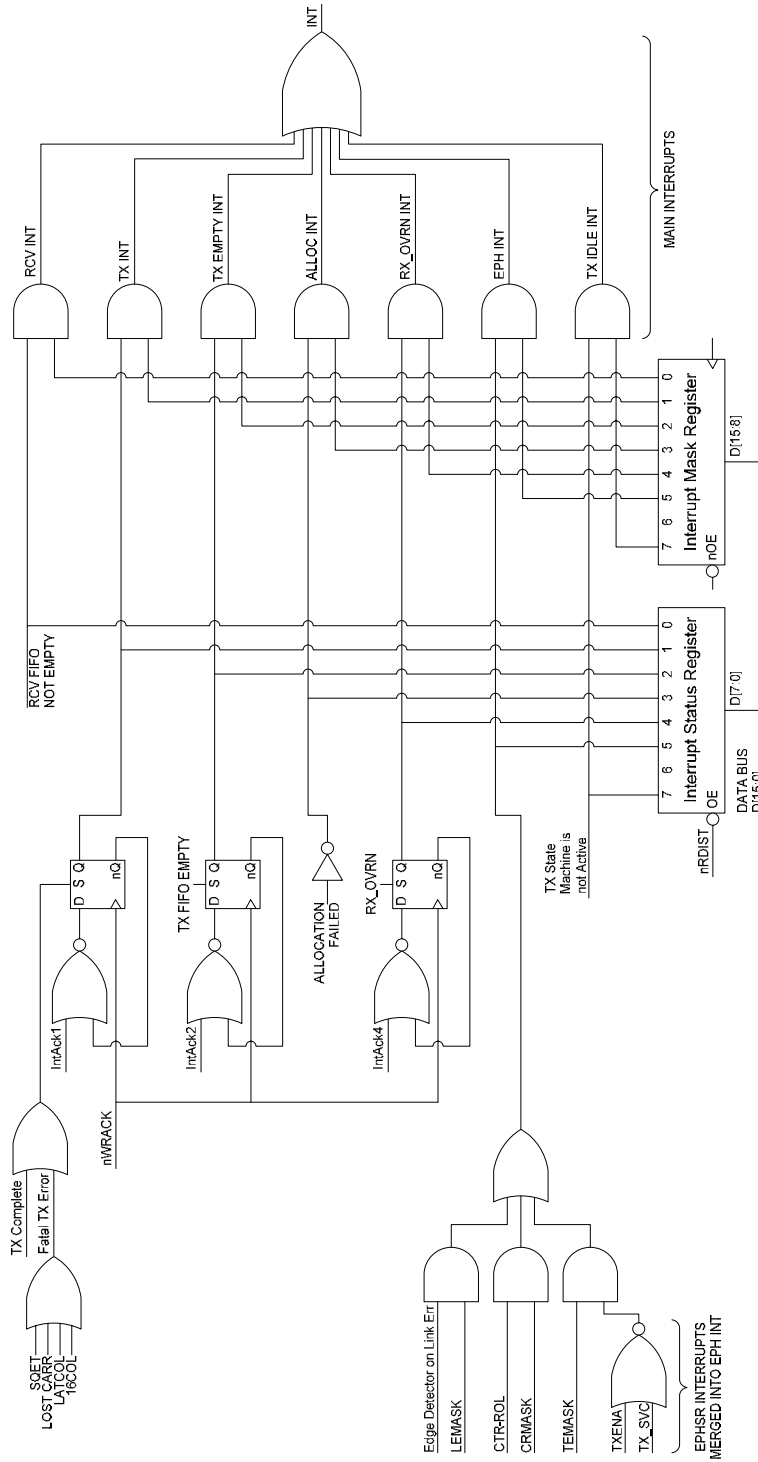 INT
RCV INT
TX INT
TX EMPTY INT
ALLOC INT
RX_OVRN INT
EPH INT
TX IDLE INT
MAIN INTERRUPTS
0
1
2
3
4
5
6
7
Interrupt Mask Register
nOE
D[15:8]
RCV FIFO
NOT EMPTY
0
1
2
3
4
5
6
7
Interrupt Status Register
OE
nRDIST
D[7:0]
DATA BUS
D[15:0]
TX State
Machine is
not Active
D S Q
nQ
IntAck1
TX FIFO EMPTY
D S Q
nQ
IntAck2
ALLOCATION
FAILED
RX_OVRN
D S Q
nQ
IntAck4
nWRACK
TX Complete
Fatal TX Error
SQET
LOST CARR
LATCOL
16COL
Edge Detector on Link Err
LEMASK
CTR-ROL
CRMASK
TEMASK
TXENA
TX_SVC
EPHSR INTERRUPTS
MERGED INTO EPH INT